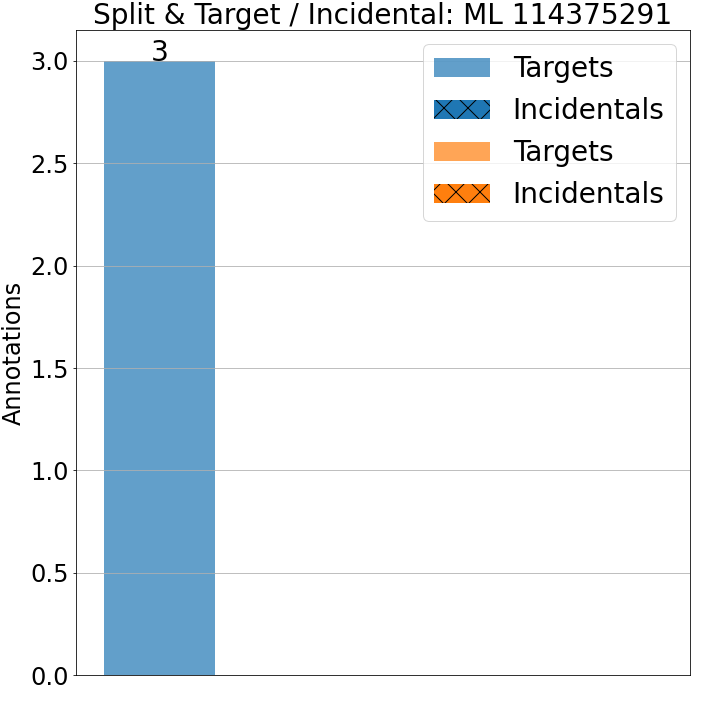 Split & Target / Incidental: ML 114375291
3
Targets
Incidentals
Targets
Incidentals
Annotations
3.0
2.5
2.0
1.5
1.0
0.5
0.0